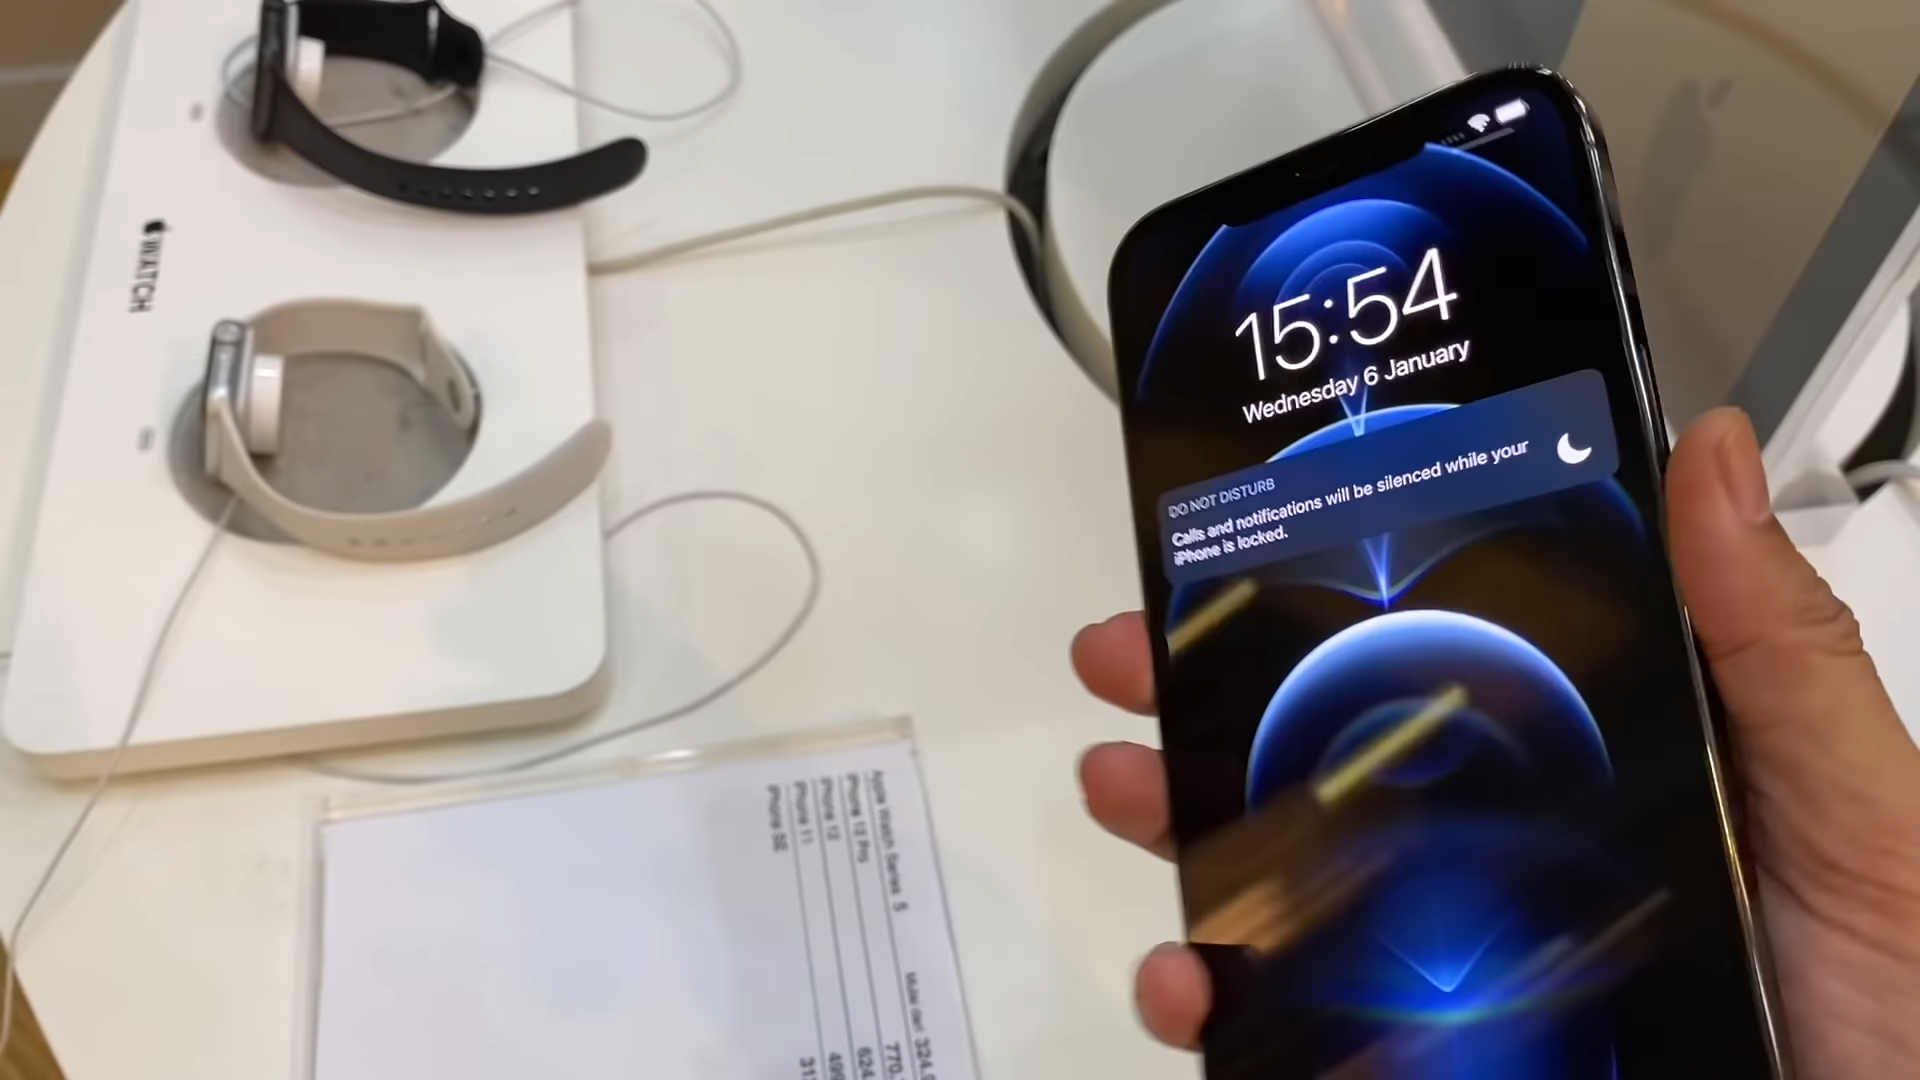 15:54
Wednesday 6 January
DO NOT DISTURB
Calls and notifications will be silenced while your
iPhone is locked.
WATCH
Apple Watch Series 6
iPhone 12 Pro
iPhone 12
iPhone 11
iPhone SE